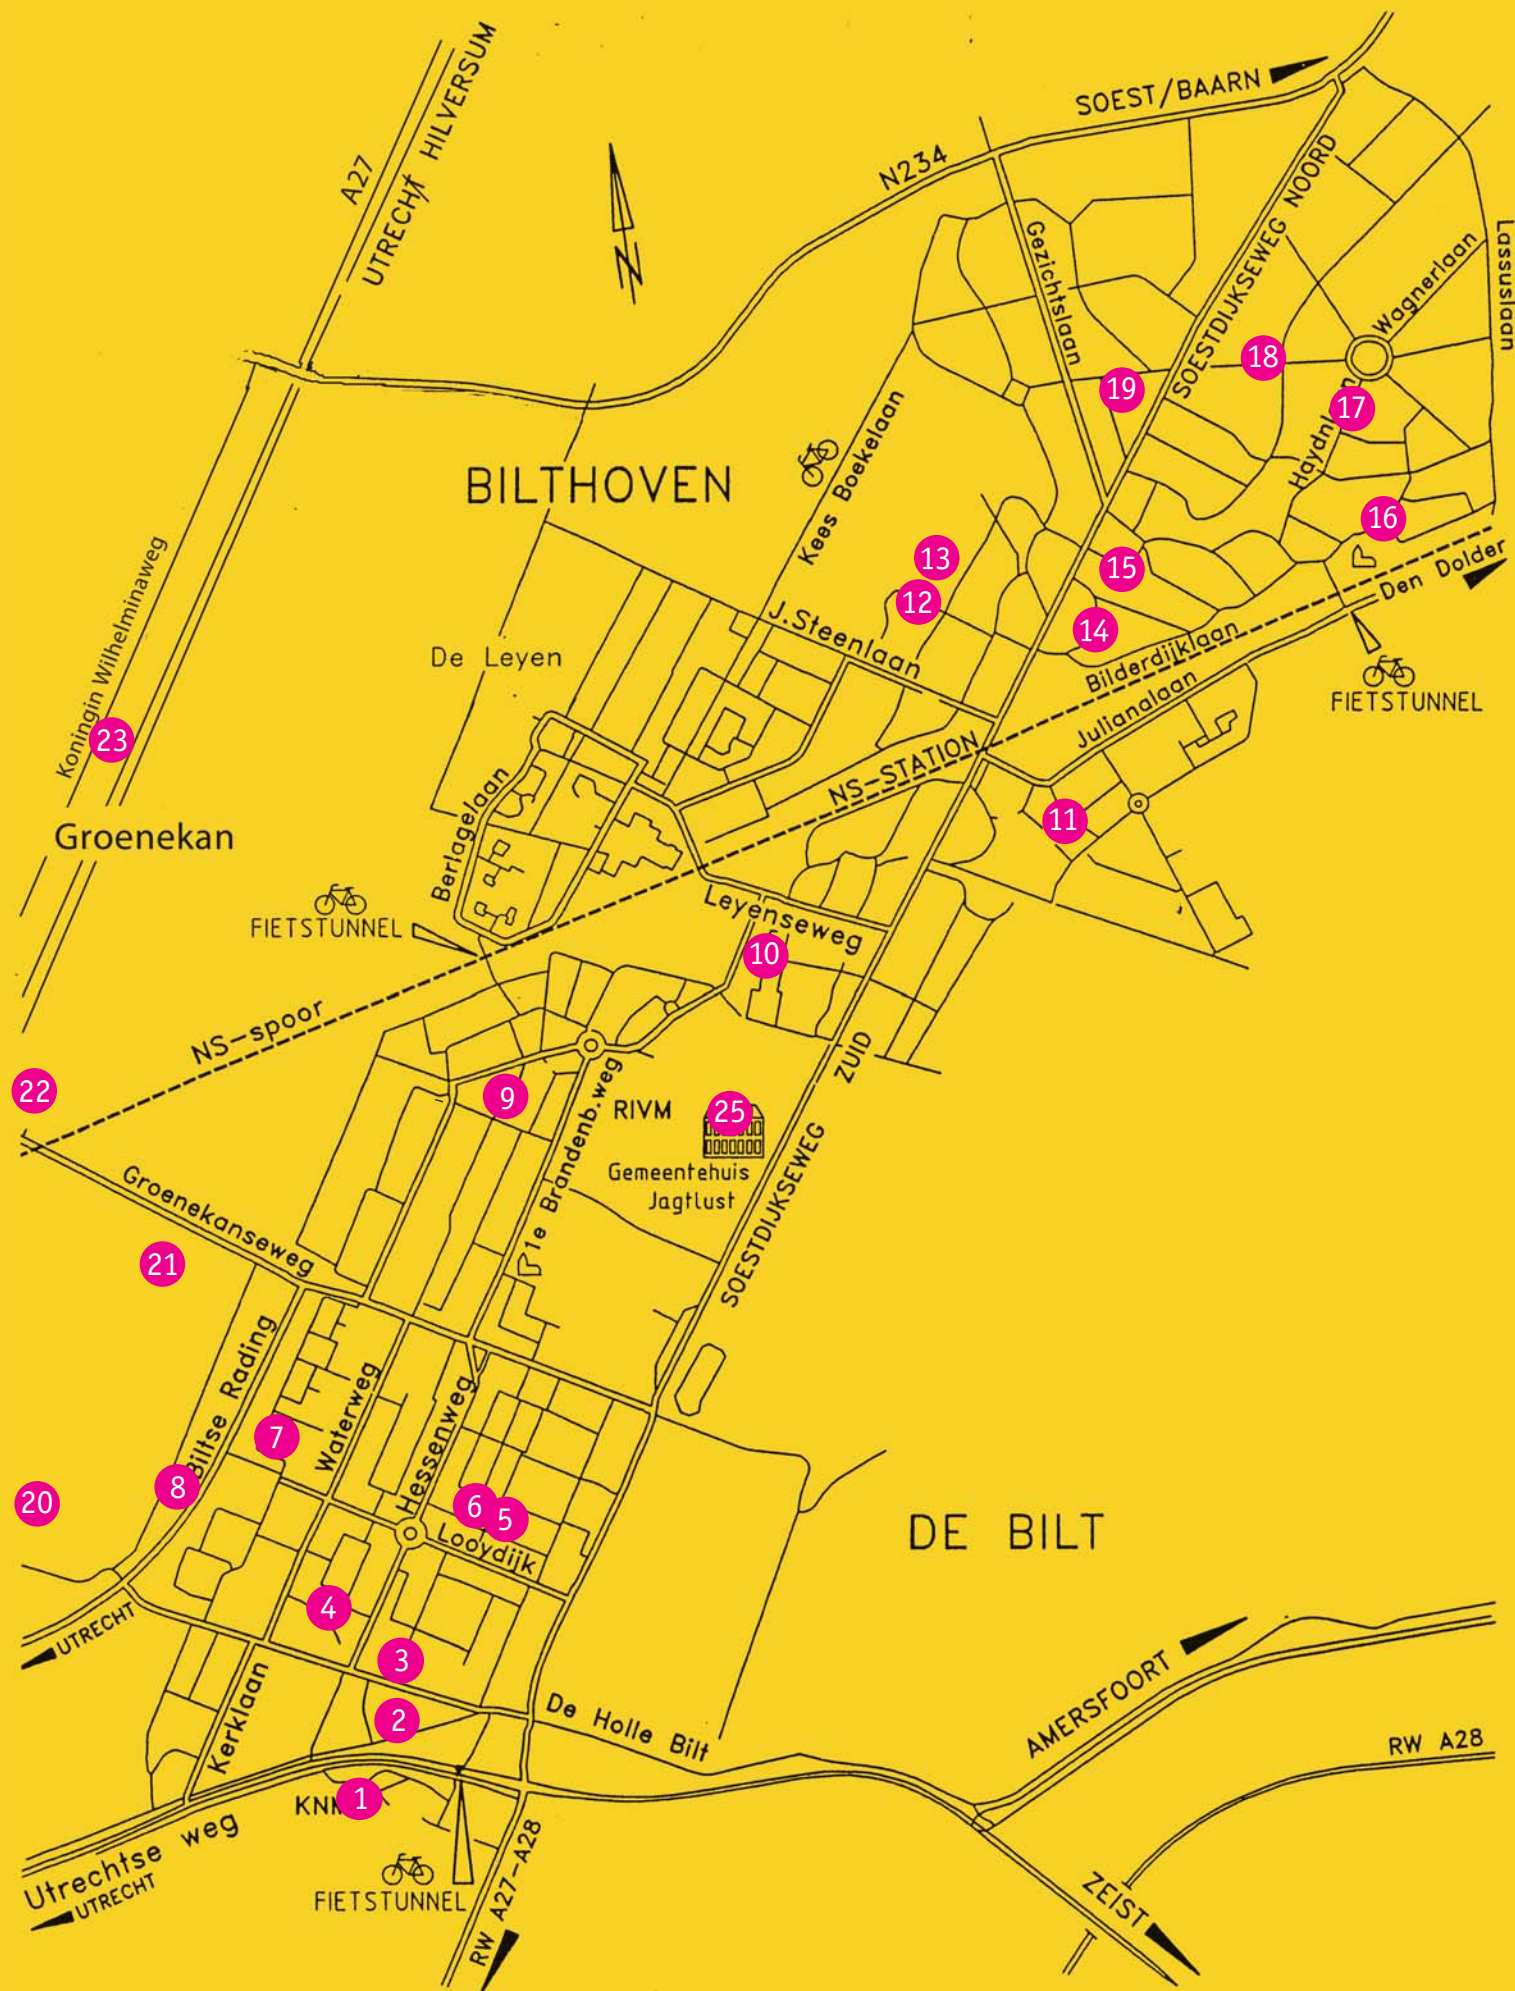 SOEST/BAARN
A27
UTRECHT HILVERSUM
N234
SOESTDIJKSEWEG NOORD
Gezichtslaan
Wagnerlaan
Lassuslaan
18
19
17
Kees Boekelaan
BILTHOVEN
16
13
15
12
14
Den Dolder
Koningin Wilhelminaweg
J.Steenlaan
De Leyen
Bilderdijklaan
FIETSTUNNEL
23
Julianalaan
NS-STATION
11
Groenekan
Berlagelaan
FIETSTUNNEL
Leyenseweg
10
NS-spoor
ZUID
22
9
1e Brandenb.weg
RIVM
25
Gemeentehuis
Jagtlust
SOESTDIJKSEWEG
Groenekanseweg
21
Biltse Rading
Waterweg
Hessenweg
7
8
20
6
5
Looydijk
DE BILT
4
UTRECHT
3
Kerklaan
2
De Holle Bilt
AMERSFOORT
RW A28
1
Utrechtse weg
UTRECHT
FIETSTUNNEL
RW A27-A28
ZEIST